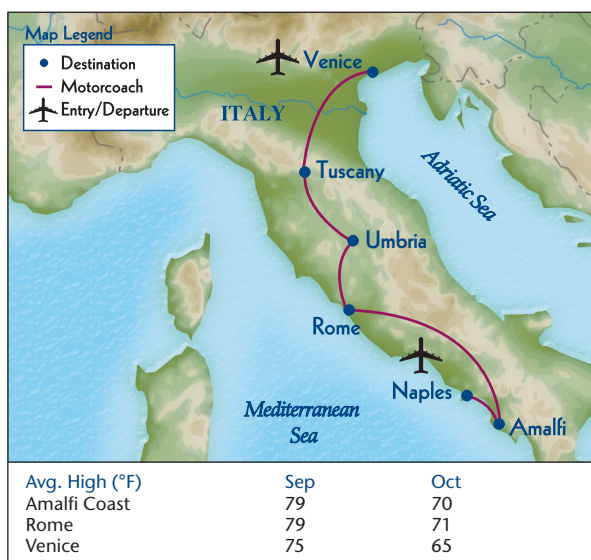 Map Legend
Destination
Motorcoach
Entry/Departure
Venice
ITALY
Tuscany
Adriatic Sea
Umbria
Rome
Naples
Mediterranean
Sea
Amalfi
Avg. High (°F) Sep Oct
Amalfi Coast 79 70
Rome 79 71
Venice 75 65